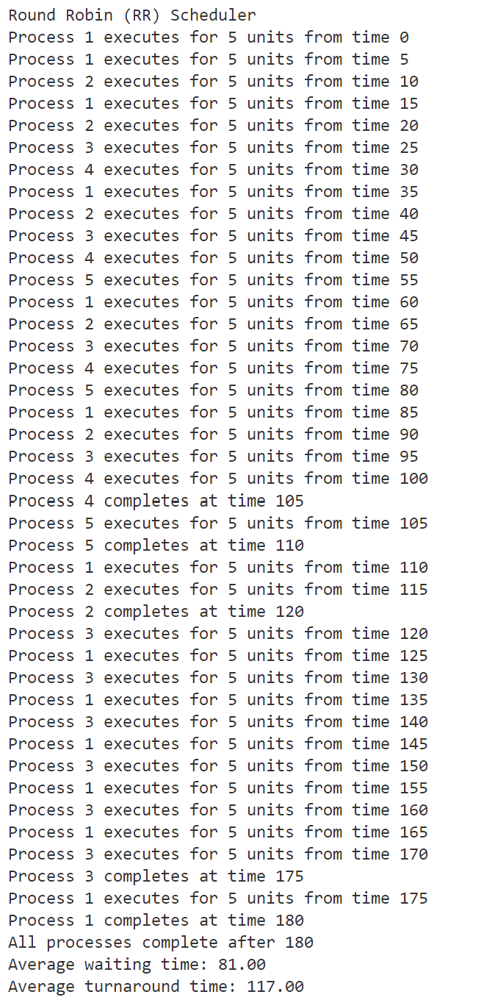 Round Robin (RR) Scheduler
Process 1 executes for 5 units from time 0
Process 1 executes for 5 units from time 5
Process 2 executes for 5 units from time 10
Process 1 executes for 5 units from time 15
Process 2 executes for 5 units from time 20
Process 3 executes for 5 units from time 25
Process 4 executes for 5 units from time 30
Process 1 executes for 5 units from time 35
Process 2 executes for 5 units from time 40
Process 3 executes for 5 units from time 45
Process 4 executes for 5 units from time 50
Process 5 executes for 5 units from time 55
Process 1 executes for 5 units from time 60
Process 2 executes for 5 units from time 65
Process 3 executes for 5 units from time 70
Process 4 executes for 5 units from time 75
Process 5 executes for 5 units from time 80
Process 1 executes for 5 units from time 85
Process 2 executes for 5 units from time 90
Process 3 executes for 5 units from time 95
Process 4 executes for 5 units from time 100
Process 4 completes at time 105
Process 5 executes for 5 units from time 105
Process 5 completes at time 110
Process 1 executes for 5 units from time 110
Process 2 executes for 5 units from time 115
Process 2 completes at time 120
Process 3 executes for 5 units from time 120
Process 1 executes for 5 units from time 125
Process 3 executes for 5 units from time 130
Process 1 executes for 5 units from time 135
Process 3 executes for 5 units from time 140
Process 1 executes for 5 units from time 145
Process 3 executes for 5 units from time 150
Process 1 executes for 5 units from time 155
Process 3 executes for 5 units from time 160
Process 1 executes for 5 units from time 165
Process 3 executes for 5 units from time 170
Process 3 completes at time 175
Process 1 executes for 5 units from time 175
Process 1 completes at time 180
All processes complete after 180
Average waiting time: 81.00
Average turnaround time: 117.00